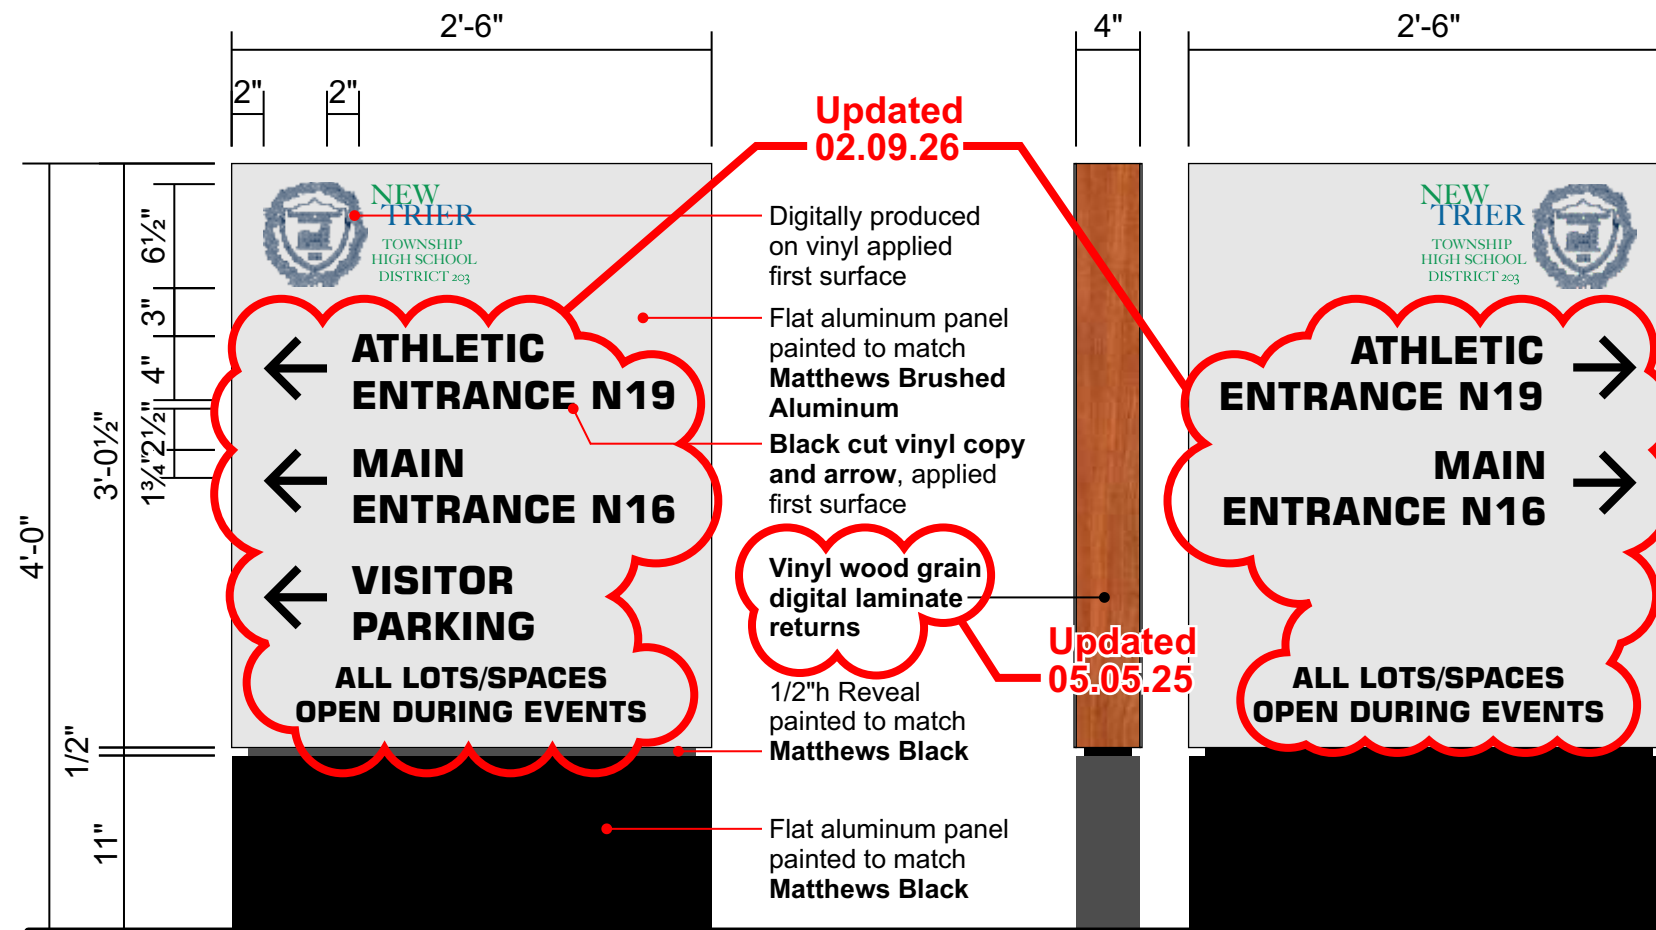 2'-6"
4"
2'-6"
2"
2"
Updated
02.09.26
4'-0"
3'-0½"
6½"
3"
4"
2½"
1¾"
1/2"
11"
NEW
TRIER
TOWNSHIP
HIGH SCHOOL
DISTRICT 203
ATHLETIC
ENTRANCE N19
MAIN
ENTRANCE N16
VISITOR
PARKING
ALL LOTS/SPACES
OPEN DURING EVENTS
Digitally produced
on vinyl applied
first surface
Flat aluminum panel
painted to match
Matthews Brushed
Aluminum
Black cut vinyl copy
and arrow, applied
first surface
Vinyl wood grain
digital laminate
returns
Updated
05.05.25
1/2"h Reveal
painted to match
Matthews Black
Flat aluminum panel
painted to match
Matthews Black
NEW
TRIER
TOWNSHIP
HIGH SCHOOL
DISTRICT 203
ATHLETIC
ENTRANCE N19
MAIN
ENTRANCE N16
ALL LOTS/SPACES
OPEN DURING EVENTS